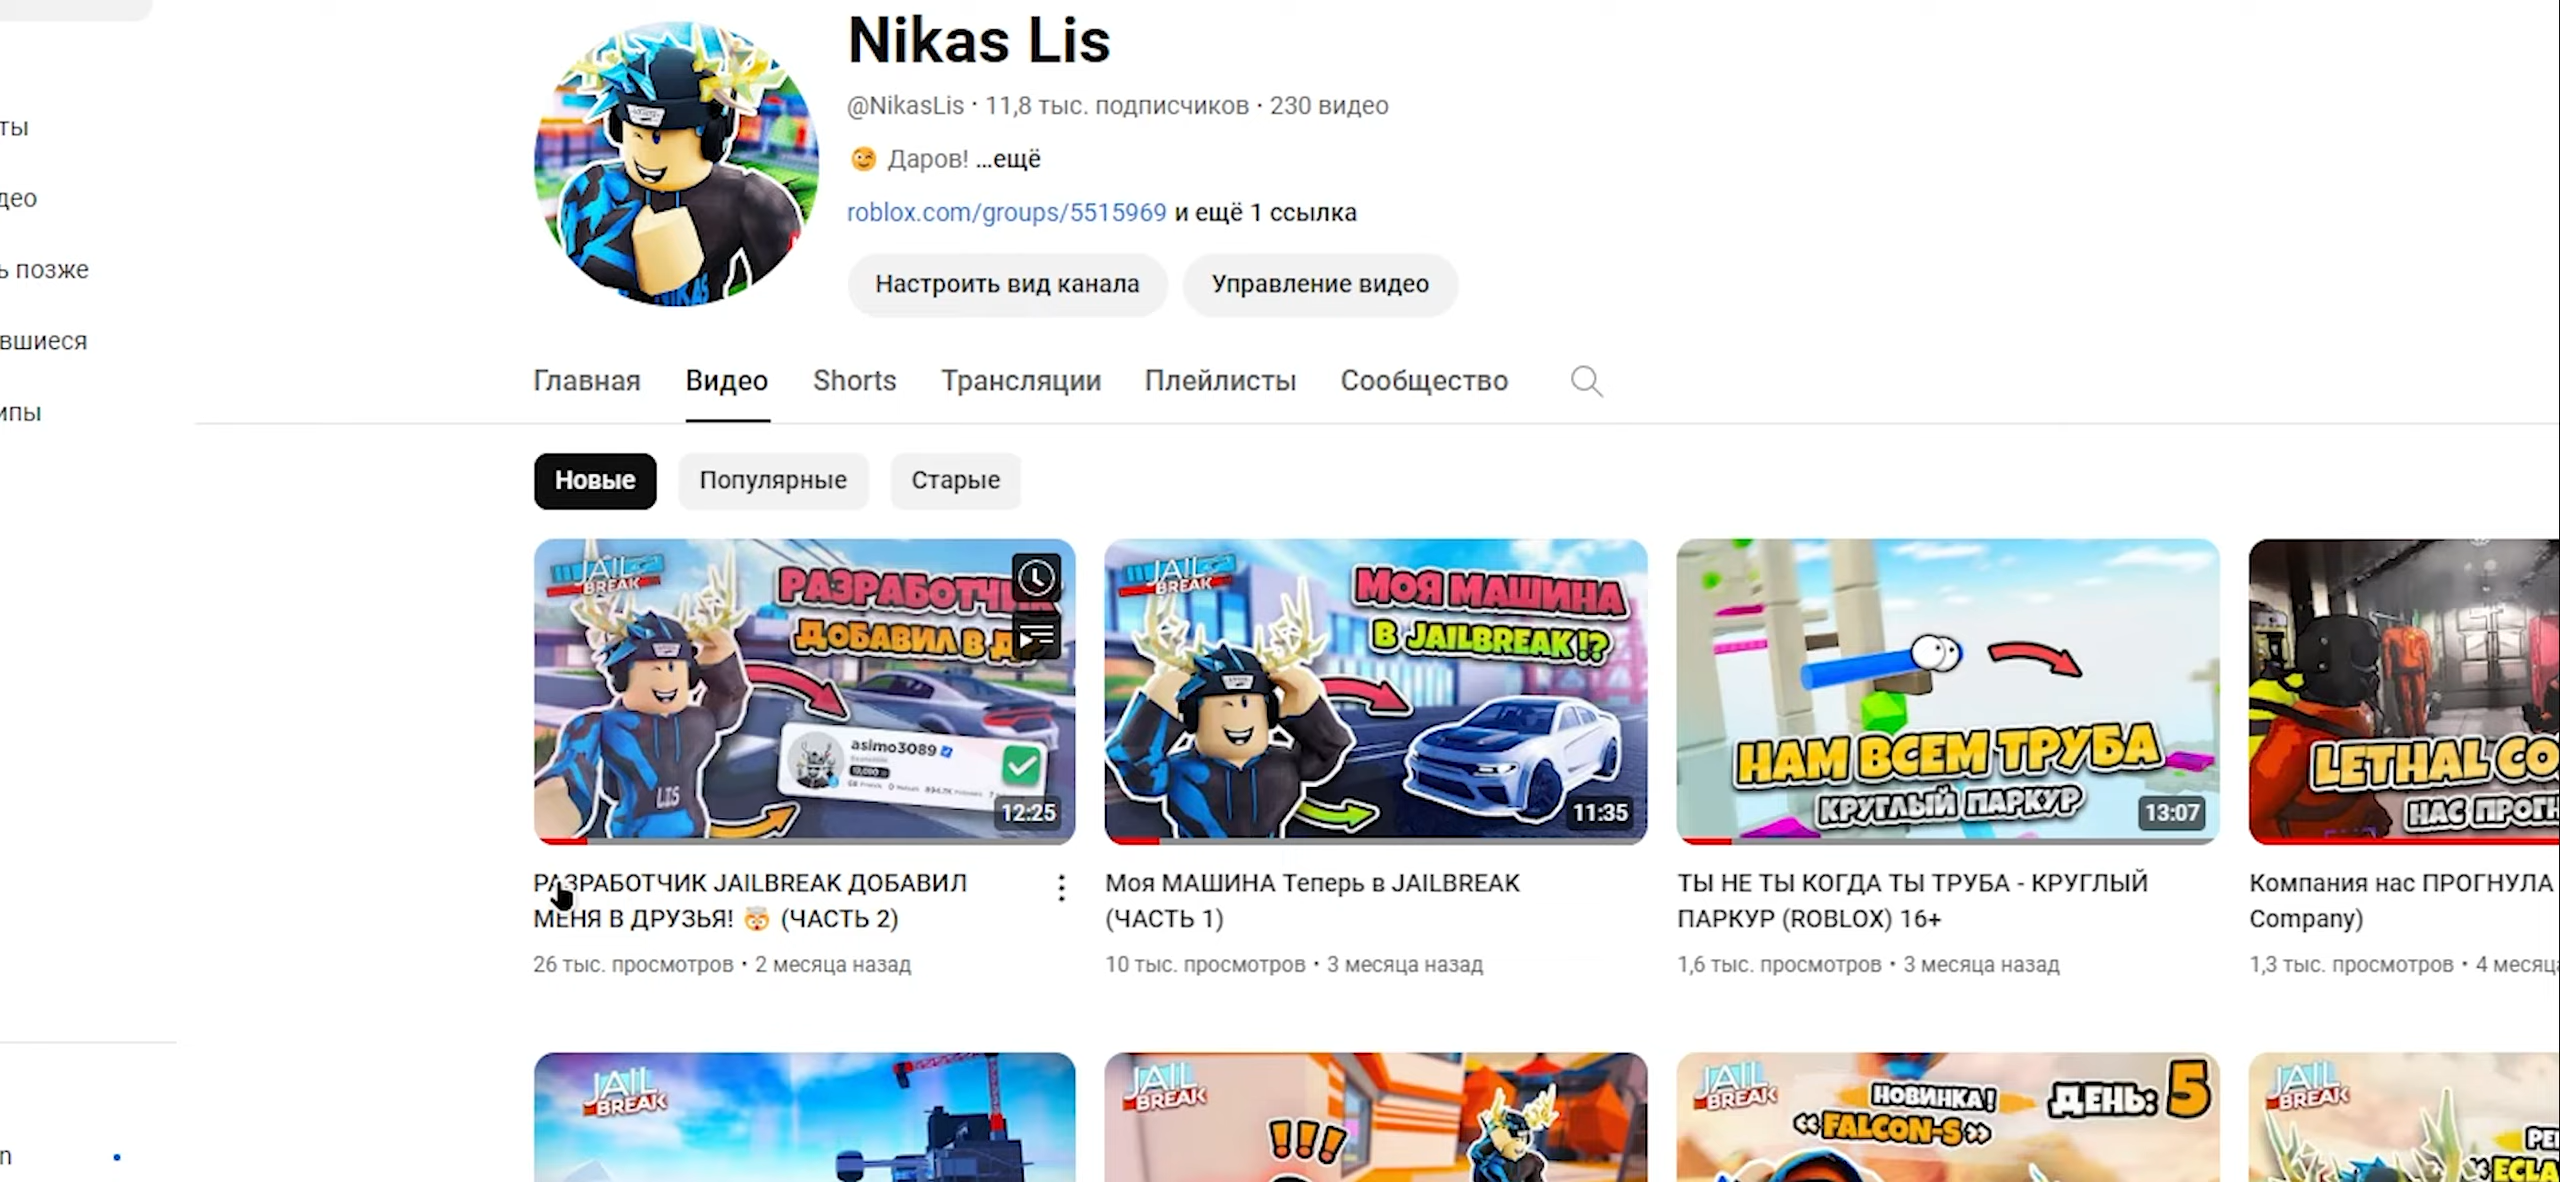 Nikas Lis
@NikasLis · 11,8 тыс. подписчиков · 230 видео
😉 Даров! ...ещё
roblox.com/groups/5515969 и ещё 1 ссылка
Настроить вид канала
Управление видео
ты
део
ь позже
вшиеся
ипы
Главная
Видео
Shorts
Трансляции
Плейлисты
Сообщество
Новые
Популярные
Старые
JAIL
BREAK
РАЗРАБОТЧИК
ДОБАВИЛ В Д
asimo3089
LIS
12:25
JAIL
BREAK
МОЯ МАШИНА
В JAILBREAK!?
11:35
НАМ ВСЕМ ТРУБА
КРУГЛЫЙ ПАРКУР
13:07
LETHAL CO
НАС ПРОГН
РАЗРАБОТЧИК JAILBREAK ДОБАВИЛ
МЕНЯ В ДРУЗЬЯ! 🤯 (ЧАСТЬ 2)
26 тыс. просмотров · 2 месяца назад
Моя МАШИНА Теперь в JAILBREAK
(ЧАСТЬ 1)
10 тыс. просмотров · 3 месяца назад
ТЫ НЕ ТЫ КОГДА ТЫ ТРУБА - КРУГЛЫЙ
ПАРКУР (ROBLOX) 16+
1,6 тыс. просмотров · 3 месяца назад
Компания нас ПРОГНУЛА
Company)
1,3 тыс. просмотров · 4 месяц
n
JAIL
BREAK
JAIL
BREAK
!!!
JAIL
BREAK
НОВИНКА!
«FALCON-S»
ДЕНЬ: 5
JAIL
BREAK
РЕ
«ECLA